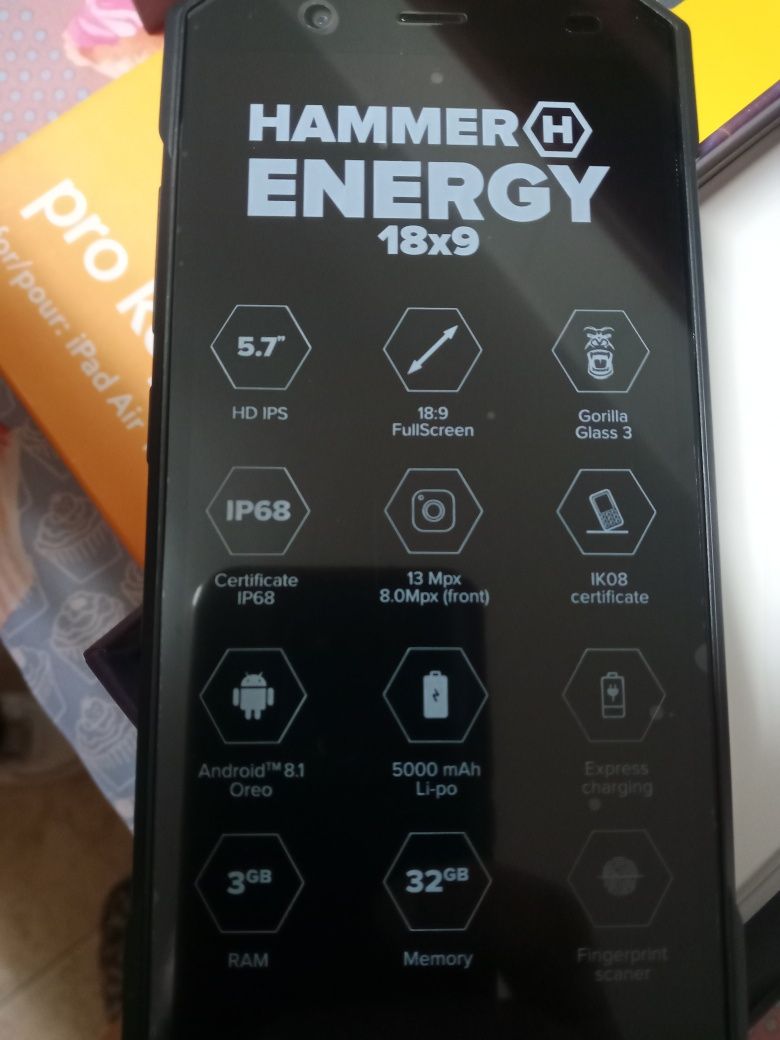 HAMMER H
ENERGY
18x9
5.7"
HD IPS
18:9
FullScreen
Gorilla
Glass 3
IP68
Certificate
IP68
13 Mpx
8.0Mpx (front)
IK08
certificate
Android™ 8.1
Oreo
5000 mAh
Li-po
Express
charging
3GB
RAM
32GB
Memory
Fingerprint
scaner
pro
for/pour: iPad Air